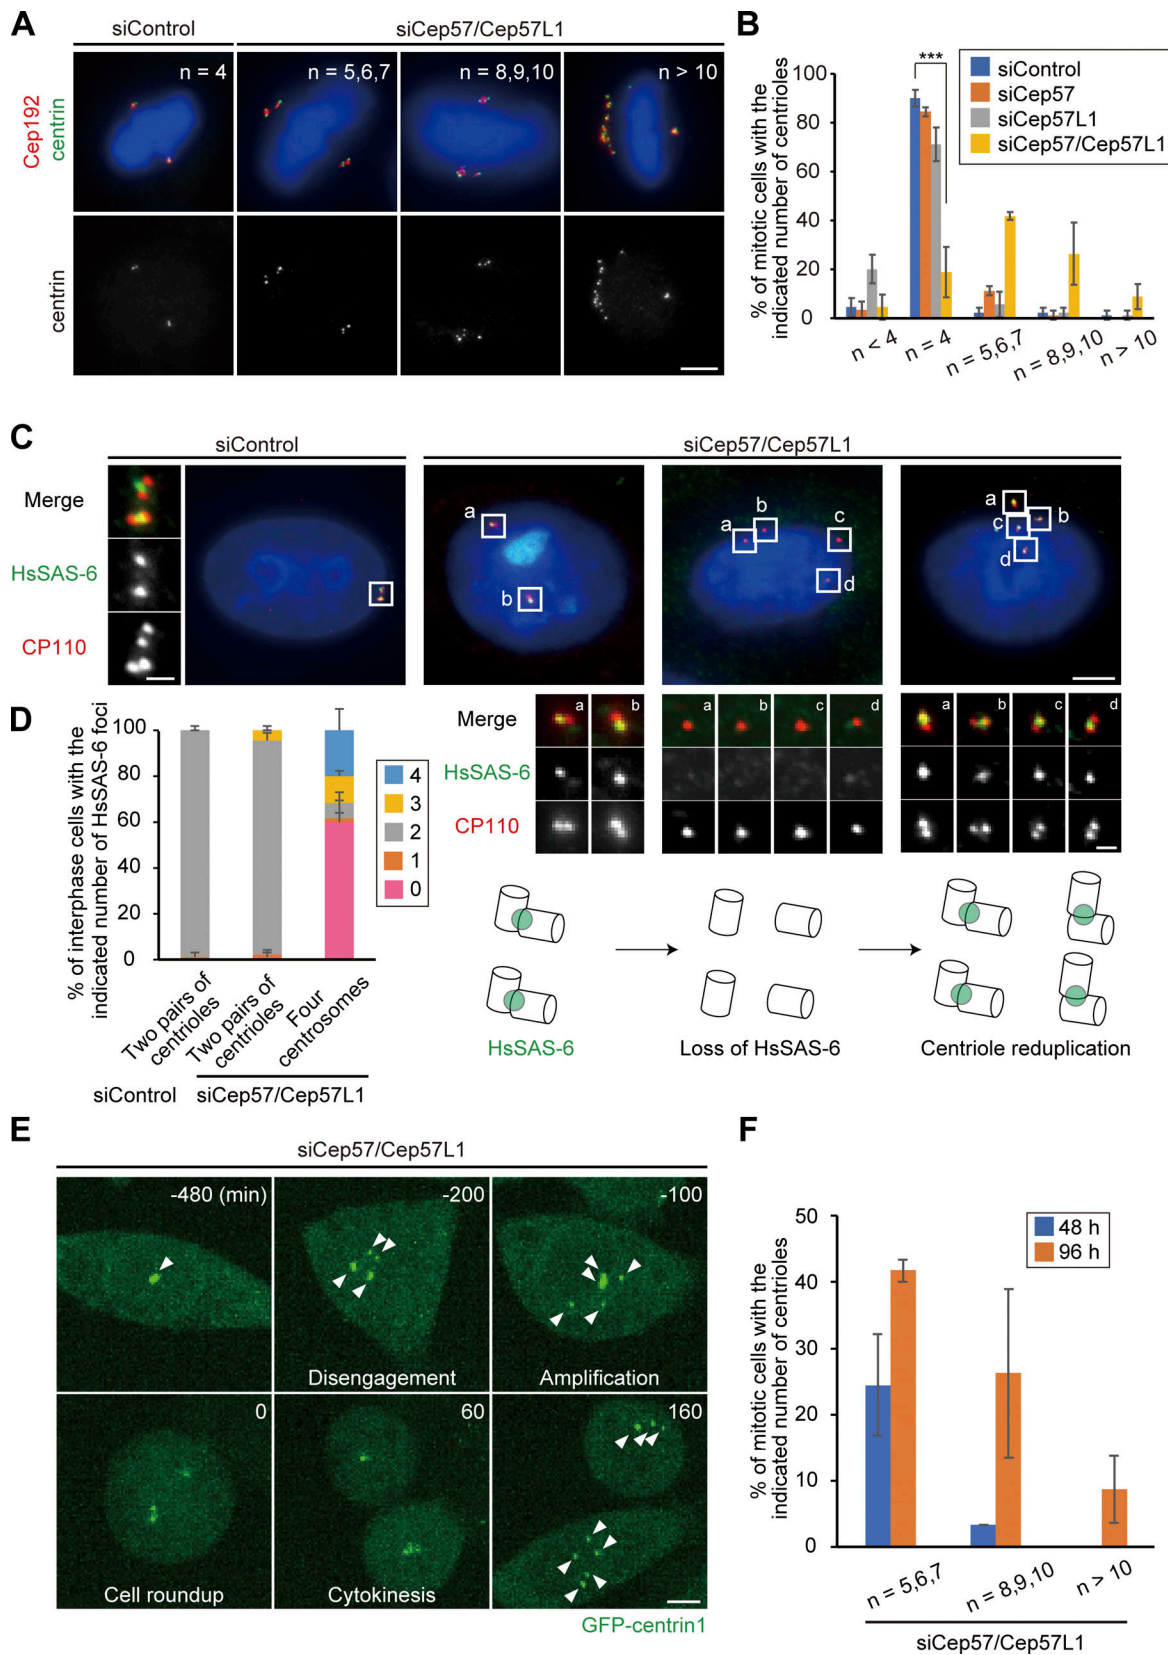 A
siControl
siCep57/Cep57L1
n = 4
n = 5,6,7
n = 8,9,10
n > 10
Cep192
centrin
centrin
B
% of mitotic cells with the
indicated number of centrioles
100
80
60
40
20
0
***
siControl
siCep57
siCep57L1
siCep57/Cep57L1
n < 4
n = 4
n = 5,6,7
n = 8,9,10
n > 10
C
siControl
siCep57/Cep57L1
Merge
HsSAS-6
CP110
a
b
a
b
c
d
a
b
c
d
Merge
HsSAS-6
CP110
a
b
a
b
c
d
a
b
c
d
HsSAS-6
Loss of HsSAS-6
Centriole reduplication
D
% of interphase cells with the
indicated number of HsSAS-6 foci
100
80
60
40
20
0
4
3
2
1
0
Two pairs of
centrioles
Two pairs of
centrioles
Four
centrosomes
siControl
siCep57/Cep57L1
E
siCep57/Cep57L1
-480 (min)
-200
Disengagement
-100
Amplification
0
Cell roundup
60
Cytokinesis
160
GFP-centrin1
F
% of mitotic cells with the
indicated number of centrioles
50
40
30
20
10
0
48 h
96 h
n = 5,6,7
n = 8,9,10
n > 10
siCep57/Cep57L1